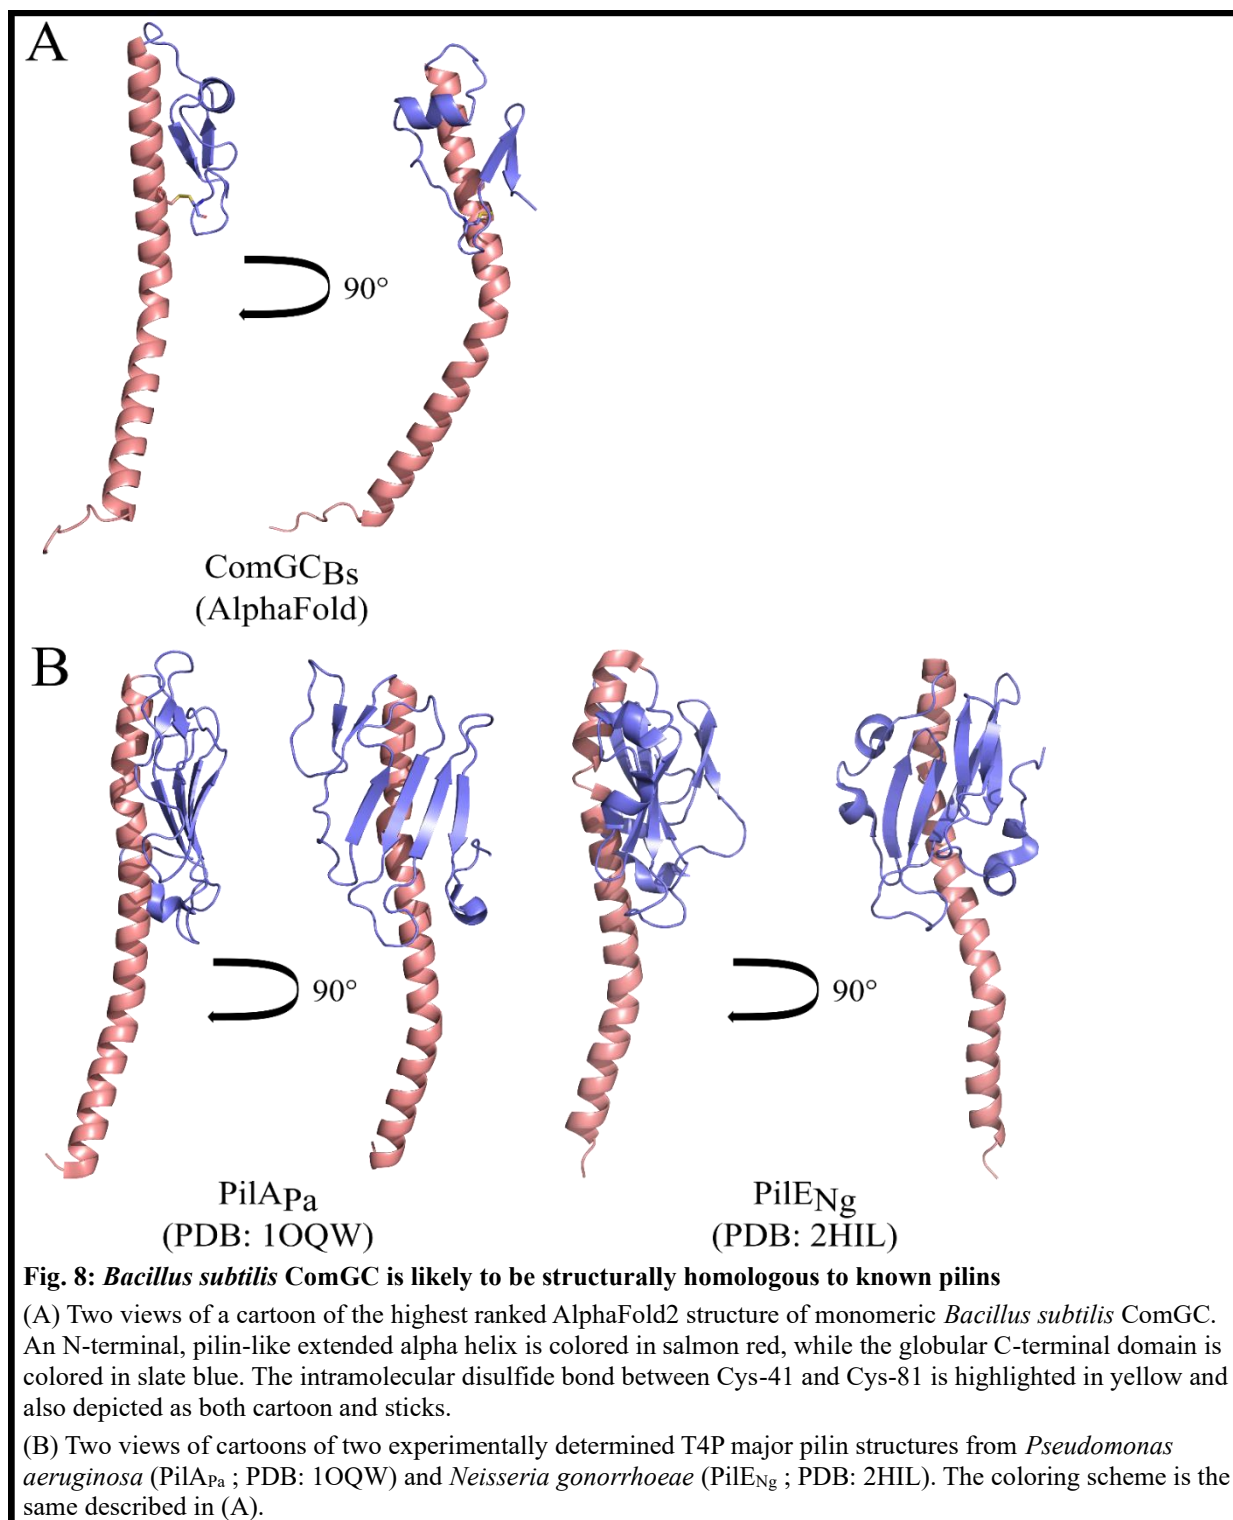 A
90°
ComGCBs
(AlphaFold)
B
90°
90°
PilAPa
(PDB: 1OQW)
PilENg
(PDB: 2HIL)
Fig. 8: Bacillus subtilis ComGC is likely to be structurally homologous to known pilins
(A) Two views of a cartoon of the highest ranked AlphaFold2 structure of monomeric Bacillus subtilis ComGC.
An N-terminal, pilin-like extended alpha helix is colored in salmon red, while the globular C-terminal domain is
colored in slate blue. The intramolecular disulfide bond between Cys-41 and Cys-81 is highlighted in yellow and
also depicted as both cartoon and sticks.
(B) Two views of cartoons of two experimentally determined T4P major pilin structures from Pseudomonas
aeruginosa (PilAPa ; PDB: 1OQW) and Neisseria gonorrhoeae (PilENg ; PDB: 2HIL). The coloring scheme is the
same described in (A).